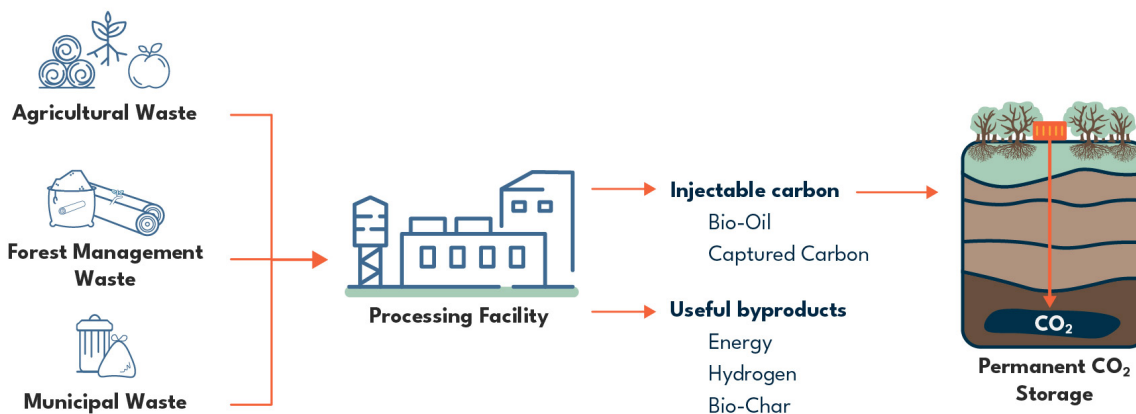 Agricultural Waste
Forest Management
Waste
Municipal Waste
Processing Facility
Injectable carbon
Bio-Oil
Captured Carbon
Useful byproducts
Energy
Hydrogen
Bio-Char
CO₂
Permanent CO₂
Storage